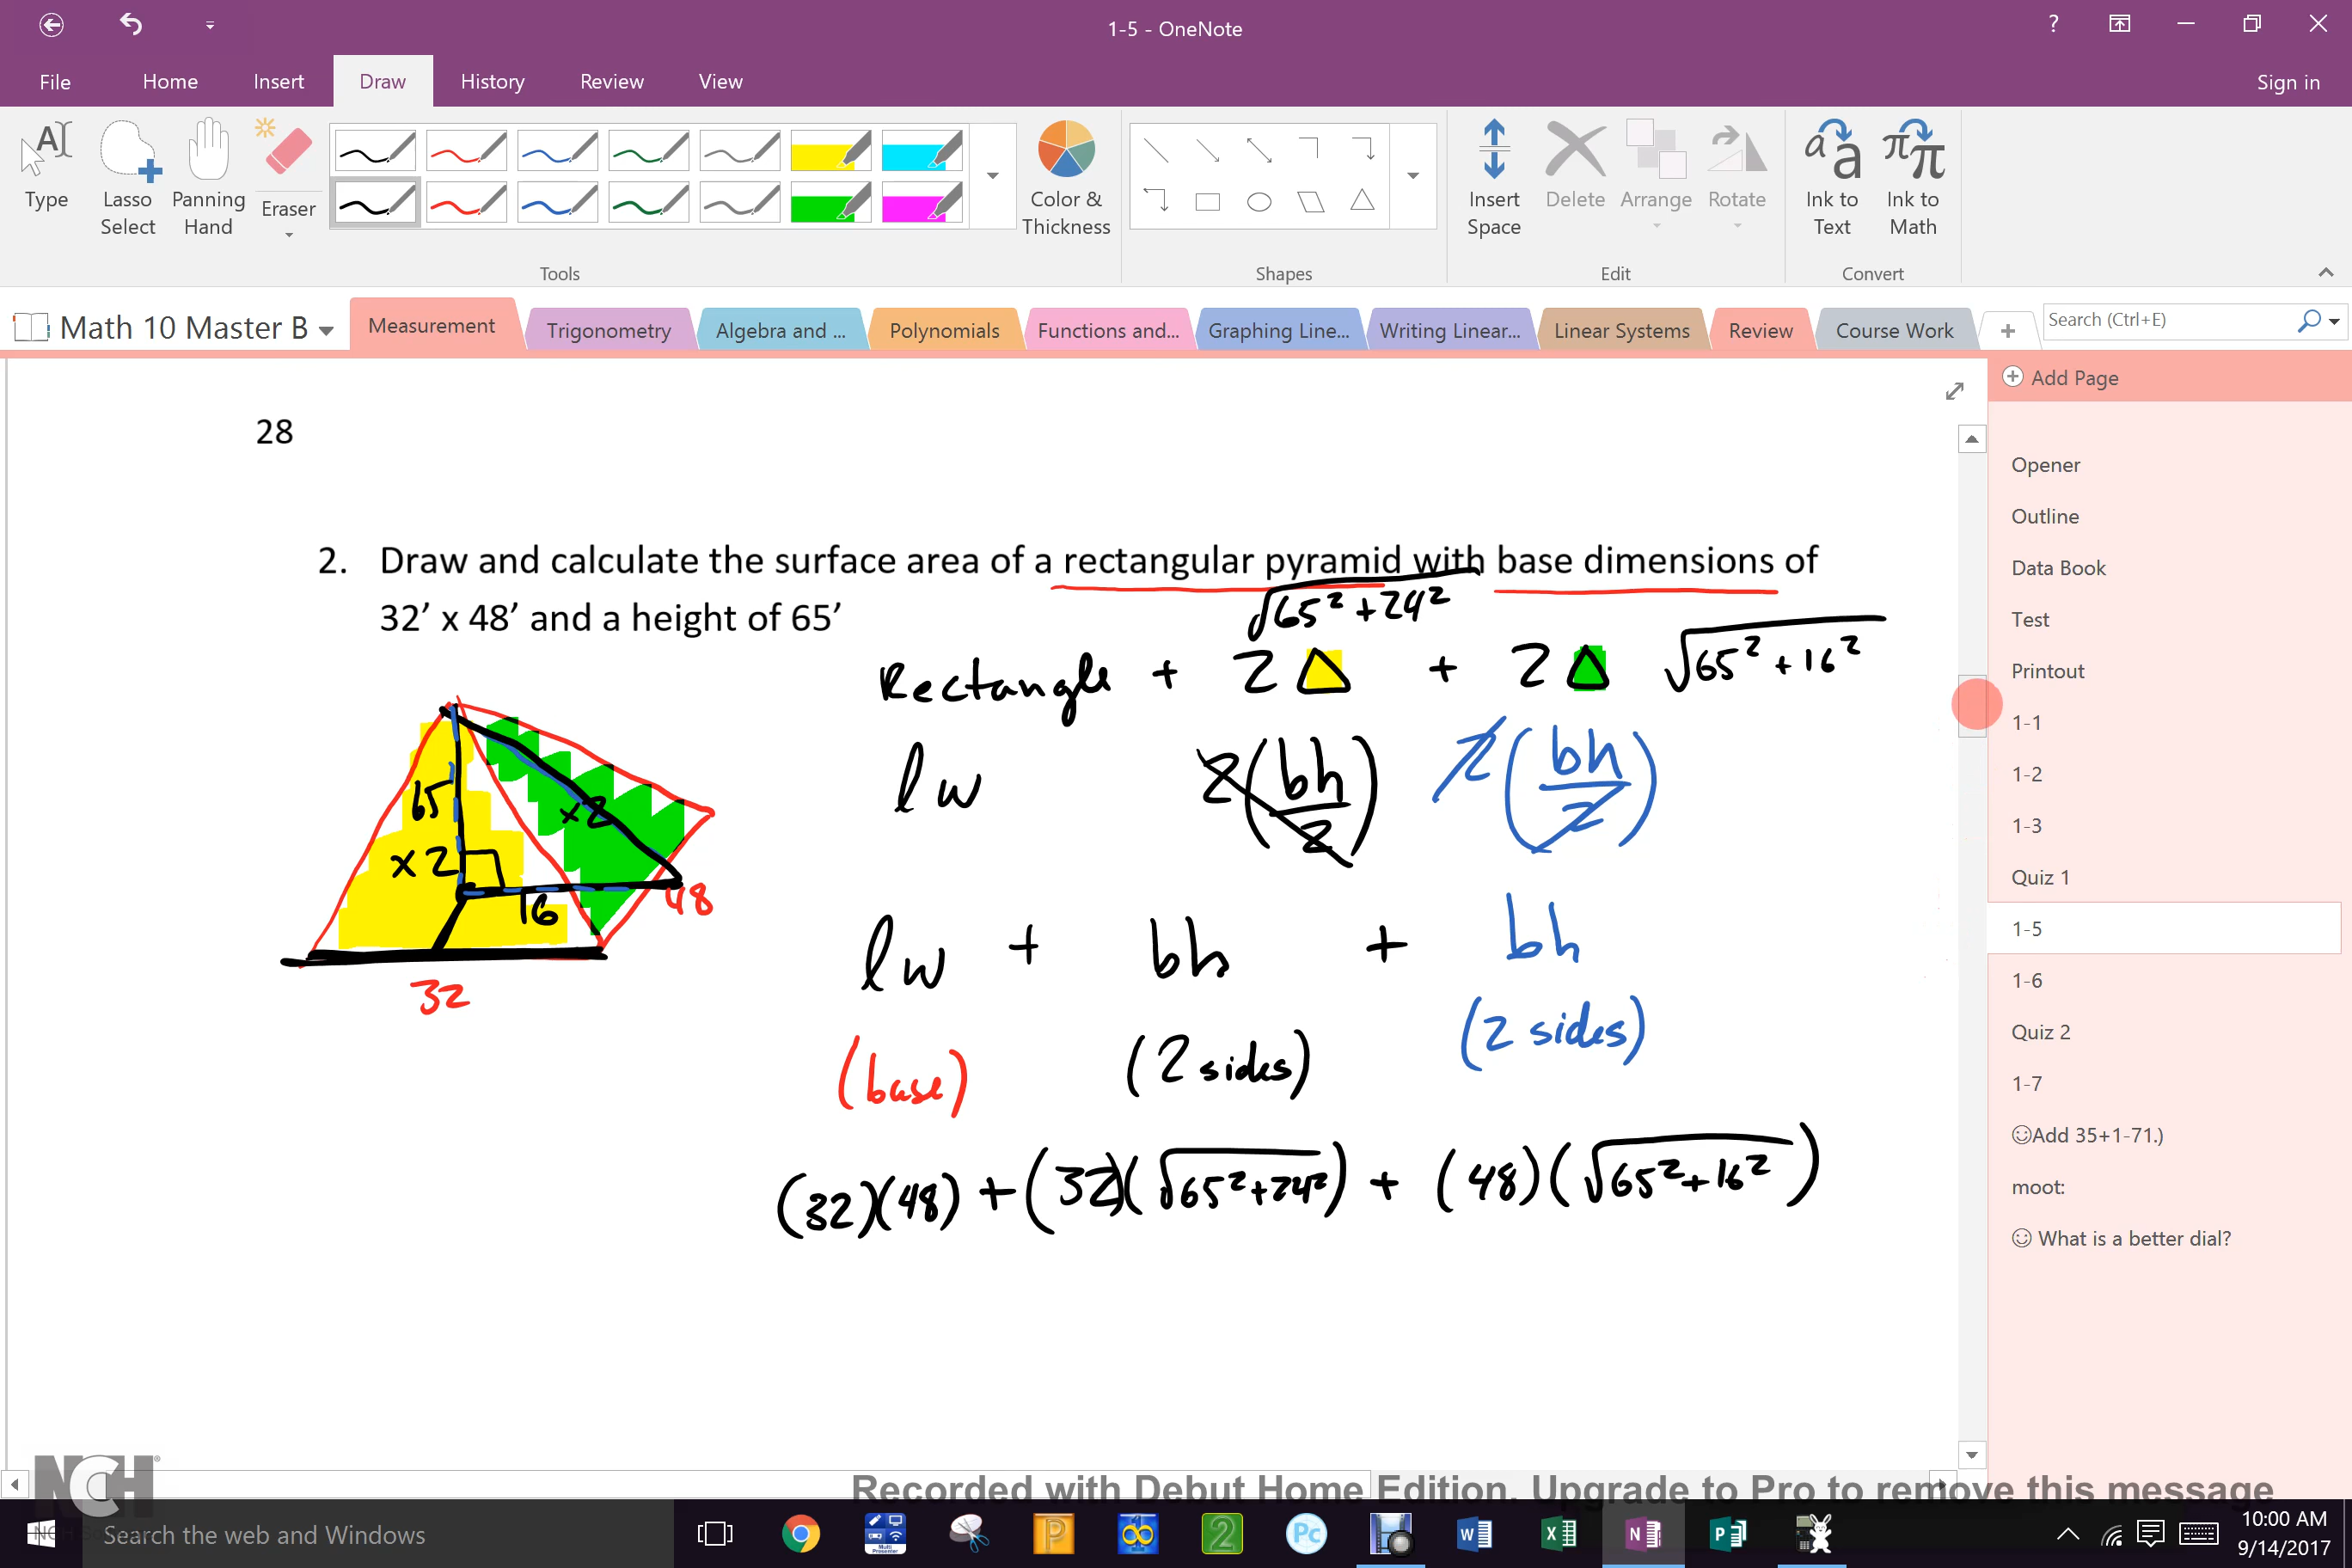 1-5 - OneNote
?
File Home Insert Draw History Review View Sign in
Type
Lasso Select
Panning Hand
Eraser
Color & Thickness
Insert Space
Delete
Arrange
Rotate
Ink to Text
Ink to Math
Tools Shapes Edit Convert
Math 10 Master B
Measurement Trigonometry Algebra and ... Polynomials Functions and... Graphing Line... Writing Linear... Linear Systems Review Course Work +
Search (Ctrl+E)
Add Page
Opener
Outline
Data Book
Test
Printout
1-1
1-2
1-3
Quiz 1
1-5
1-6
Quiz 2
1-7
☺Add 35+1-71.)
moot:
☺ What is a better dial?
28
2. Draw and calculate the surface area of a rectangular pyramid with base dimensions of
32’ x 48’ and a height of 65’
√65² + 24²
Rectangle + 2 △ + 2 △ √65² + 16²
lw 2(bh/2) 2(bh/2)
65
x2
x2
16
48
32
lw + bh + bh
(base) (2 sides) (2 sides)
(32)(48) + (32)(√65²+24²) + (48)(√65²+16²)
NCH
Recorded with Debut Home Edition. Upgrade to Pro to remove this message
Search the web and Windows
10:00 AM
9/14/2017